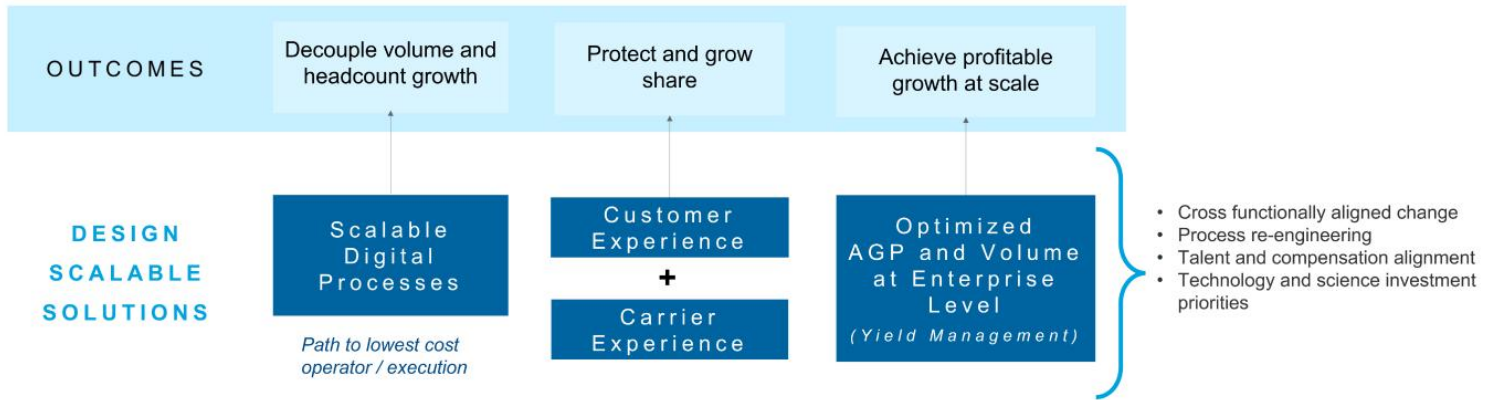 OUTCOMES
Decouple volume and
headcount growth
Protect and grow
share
Achieve profitable
growth at scale
DESIGN
SCALABLE
SOLUTIONS
Scalable
Digital
Processes
Path to lowest cost
operator / execution
Customer
Experience
+
Carrier
Experience
Optimized
AGP and Volume
at Enterprise
Level
(Yield Management)
• Cross functionally aligned change
• Process re-engineering
• Talent and compensation alignment
• Technology and science investment
priorities